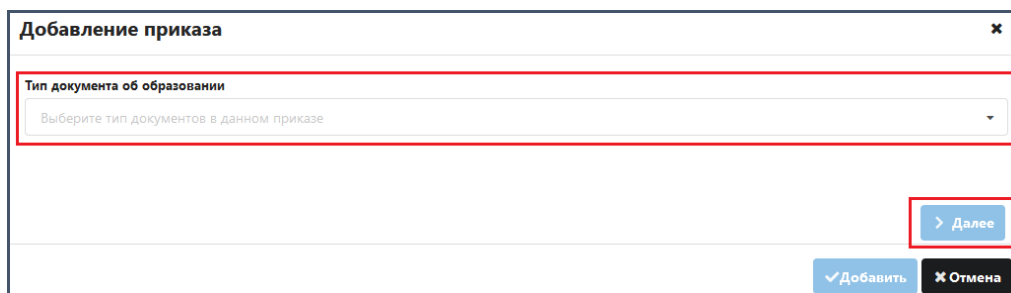 Добавление приказа
Тип документа об образовании
Выберите тип документов в данном приказе
Далее
Добавить
Отмена